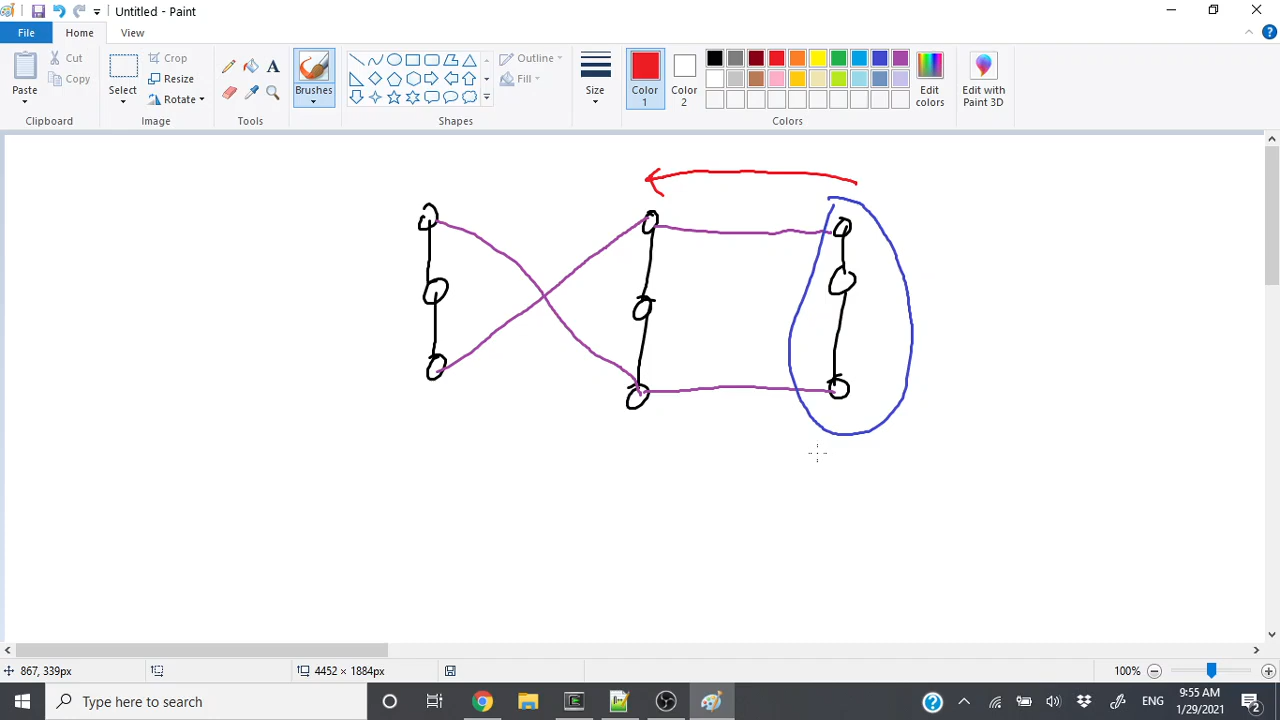 Untitled - Paint
File
Home
View
Paste
Cut
Copy
Clipboard
Select
Crop
Resize
Rotate
Image
A
Tools
Brushes
Outline
Fill
Shapes
Size
Color 1
Color 2
Edit colors
Colors
Edit with Paint 3D
867, 339px
4452 × 1884px
100%
Type here to search
ENG
9:55 AM
1/29/2021
2